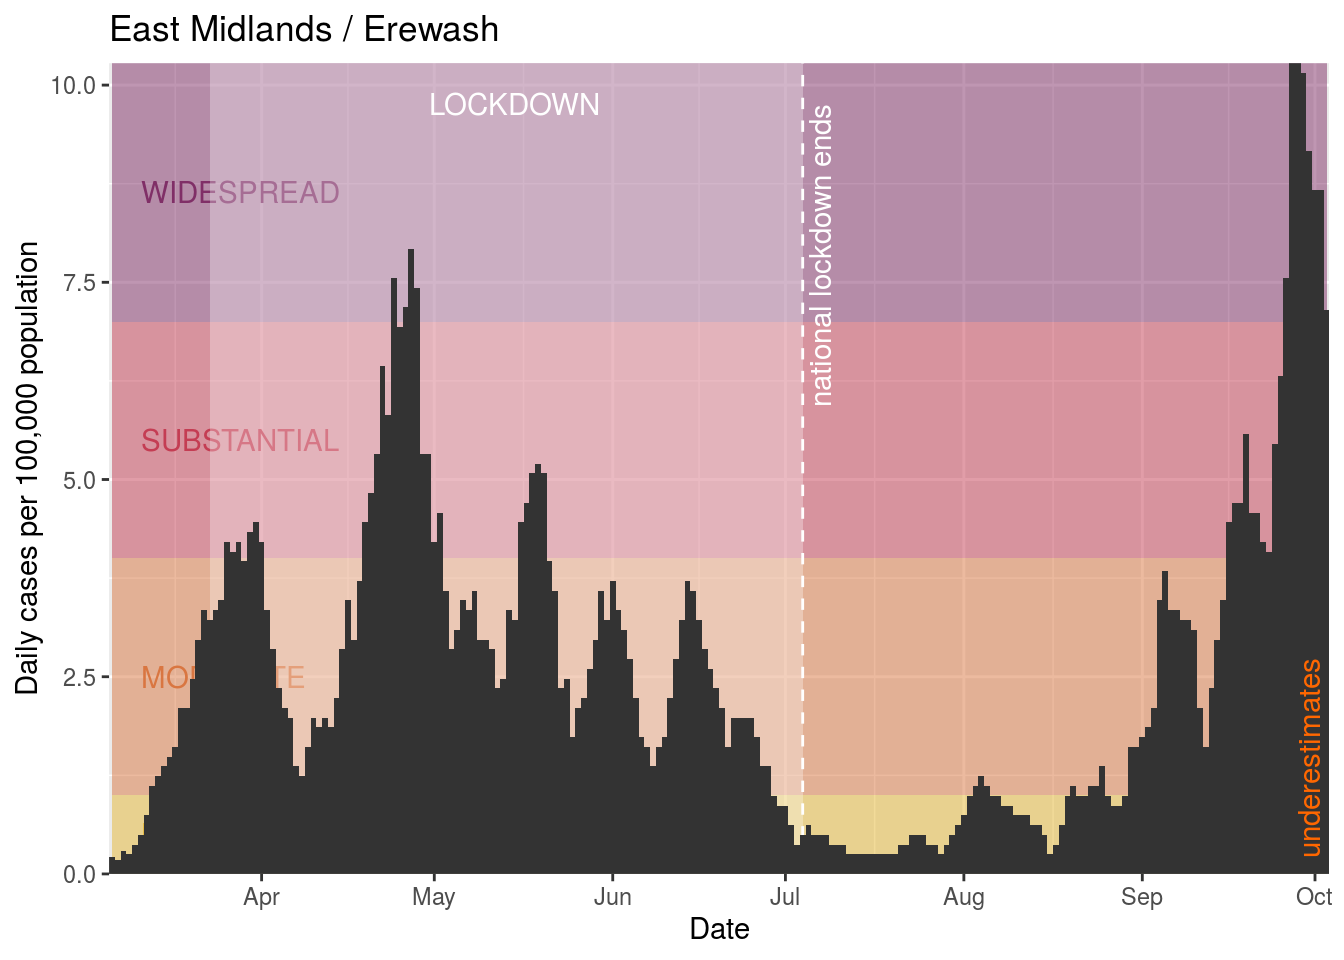 East Midlands / Erewash
10.0
7.5
5.0
2.5
0.0
Daily cases per 100,000 population
LOCKDOWN
WIDESPREAD
SUBSTANTIAL
national lockdown ends
underestimates
Apr
May
Jun
Jul
Aug
Sep
Oct
Date